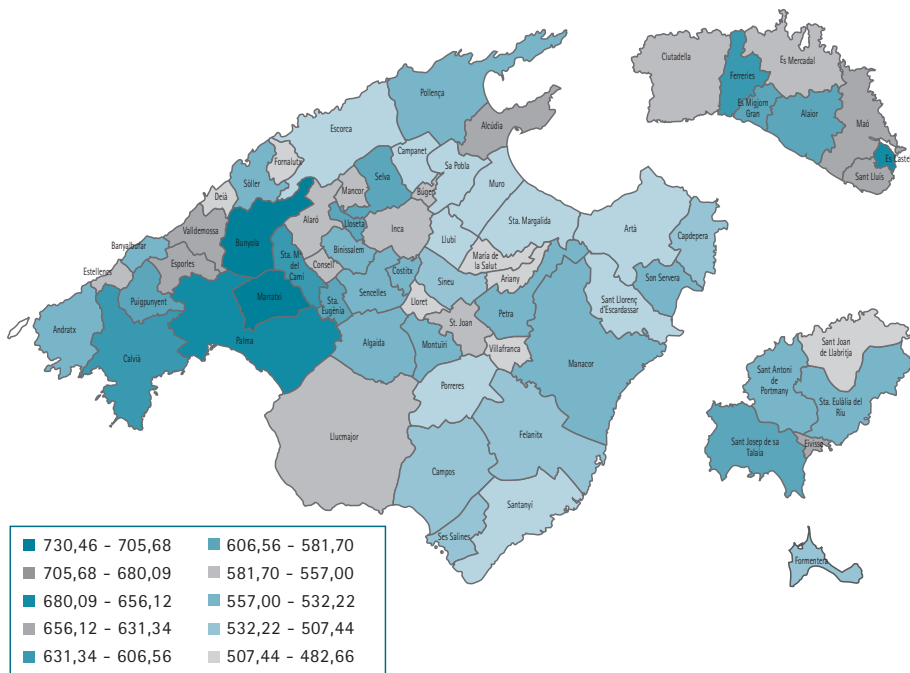 Pollença
Ciutadella
Es Mercadal
Ferreries
Es Migjorn
Gran
Alaior
Maó
Es Castell
Sant Lluís
Escorca
Alcúdia
Fornalutx
Campanet
Sa Pobla
Sóller
Mancor
Selva
Búger
Muro
Deià
Alaró
Lloseta
Inca
Llubí
Sta. Margalida
Artà
Capdepera
Valldemossa
Bunyola
Banyalbufar
Binissalem
Maria de
la Salut
Esporles
Sta. Mª
del
Camí
Consell
Costitx
Sineu
Ariany
Son Servera
Estellencs
Puigpunyent
Marratxí
Sta.
Eugènia
Sencelles
Lloret
Petra
Sant Llorenç
d'Escardassar
Andratx
Calvià
Palma
Algaida
Montuïri
St. Joan
Villafranca
Manacor
Sant Joan
de Llabritja
Sant Antoni
de
Portmany
Sta. Eulàlia del
Riu
Porreres
Llucmajor
Felanitx
Sant Josep de sa
Talaia
Eivissa
Campos
Santanyí
Ses Salines
Formentera
730,46 - 705,68
705,68 - 680,09
680,09 - 656,12
656,12 - 631,34
631,34 - 606,56
606,56 - 581,70
581,70 - 557,00
557,00 - 532,22
532,22 - 507,44
507,44 - 482,66